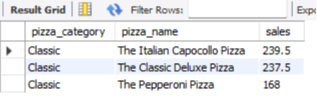 Result Grid Filter Rows: Expo
pizza_category pizza_name sales
Classic The Italian Capocollo Pizza 239.5
Classic The Classic Deluxe Pizza 237.5
Classic The Pepperoni Pizza 168